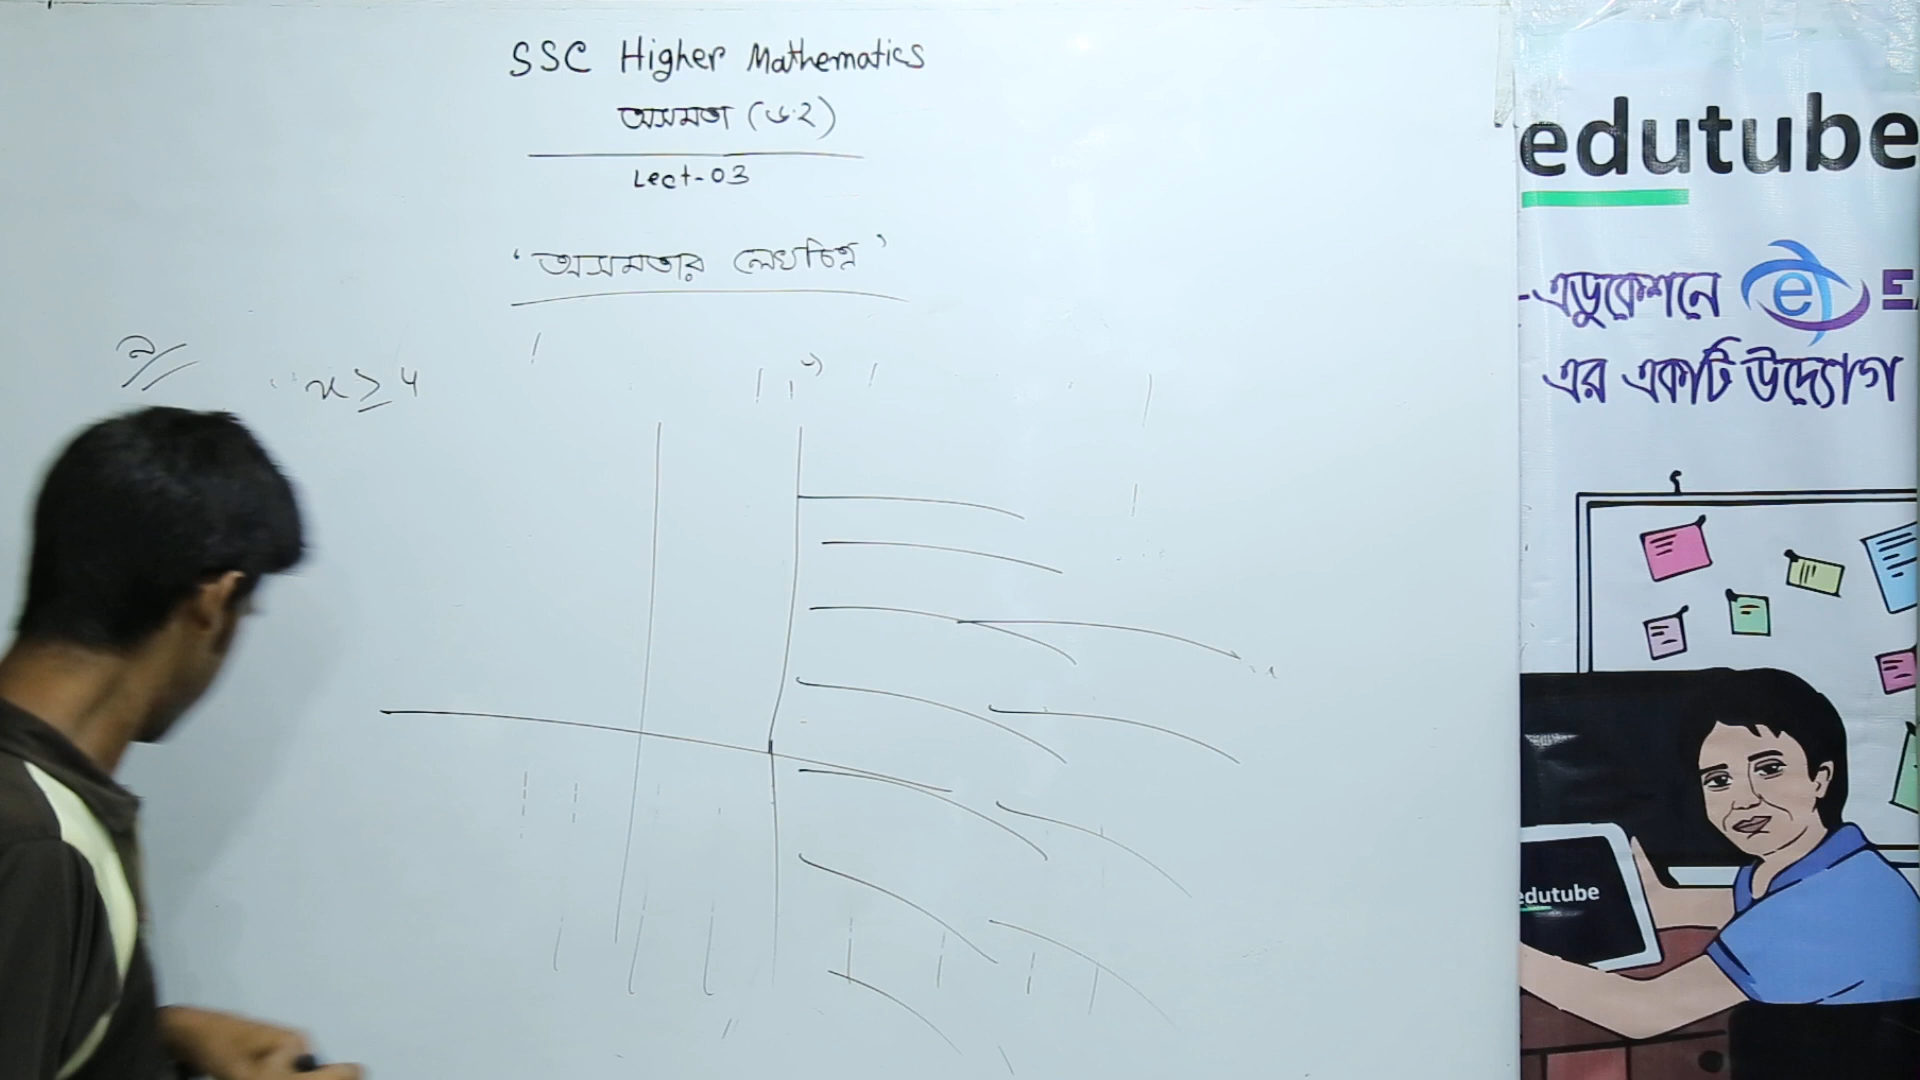 SSC Higher Mathematics
অসমতা (৬.২)
Lect-03
'অসমতার লেখচিত্র'
x ≥ 4
edutube
-এডুকেশনে
এর একটি উদ্যোগ
edutube